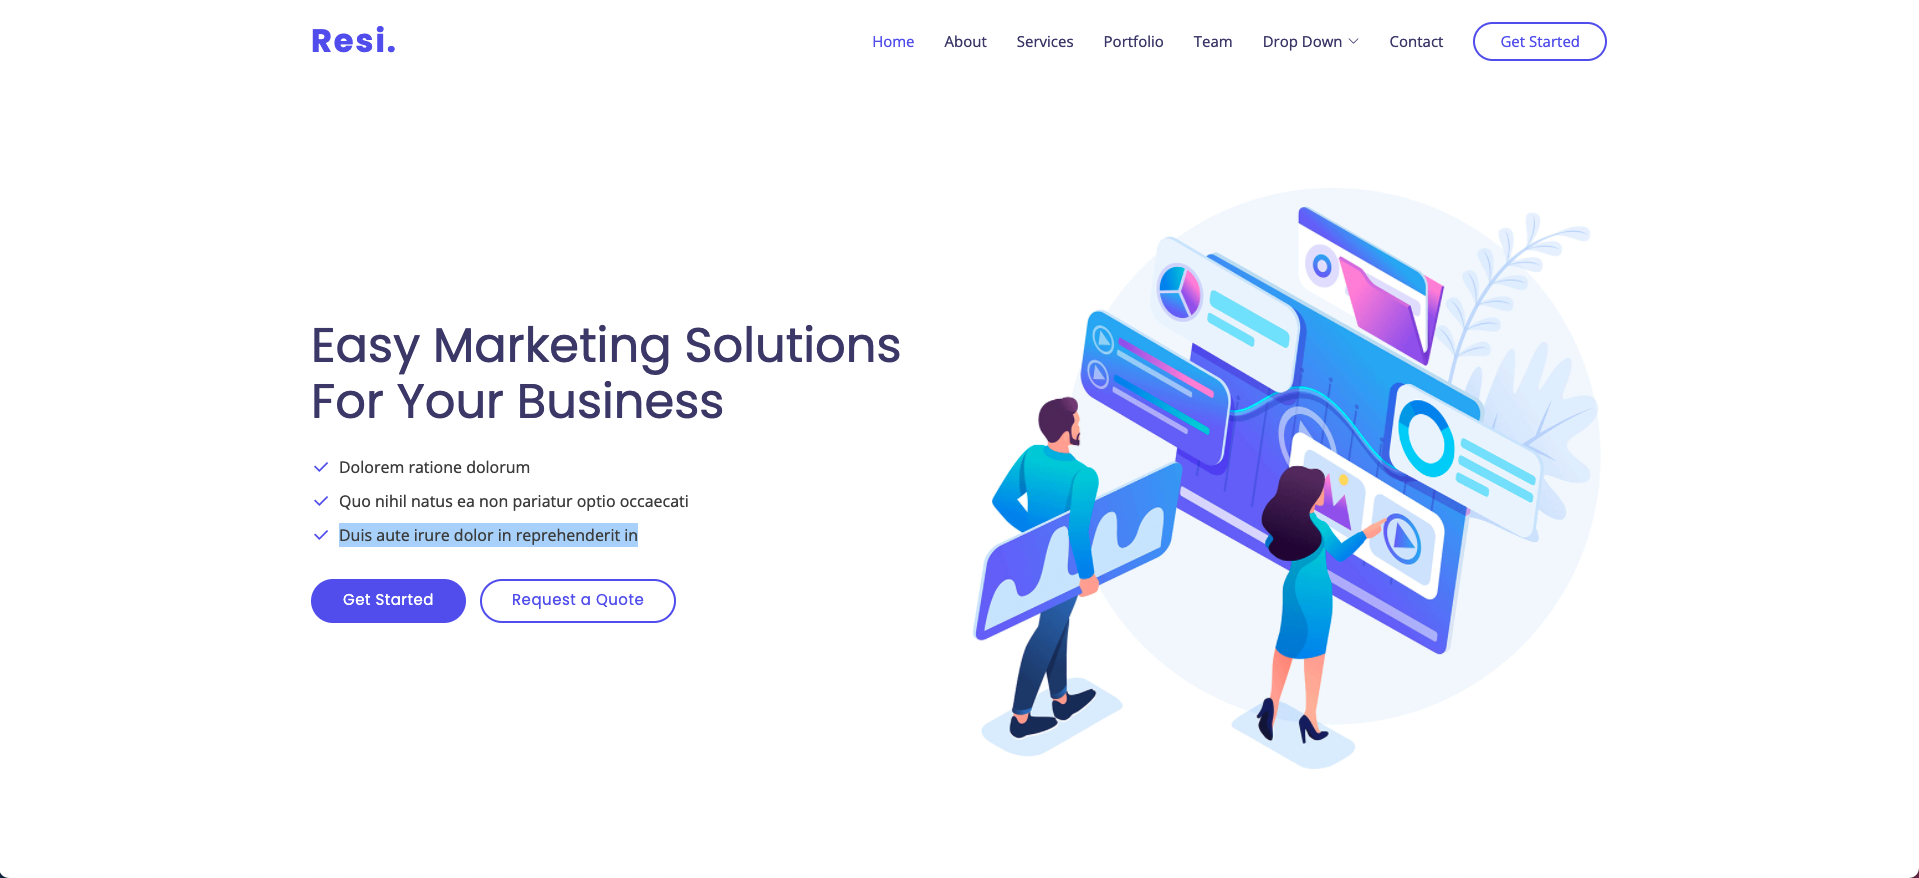 Resi.
Home About Services Portfolio Team Drop Down Contact Get Started
Easy Marketing Solutions
For Your Business
Dolorem ratione dolorum
Quo nihil natus ea non pariatur optio occaecati
Duis aute irure dolor in reprehenderit in
Get Started Request a Quote